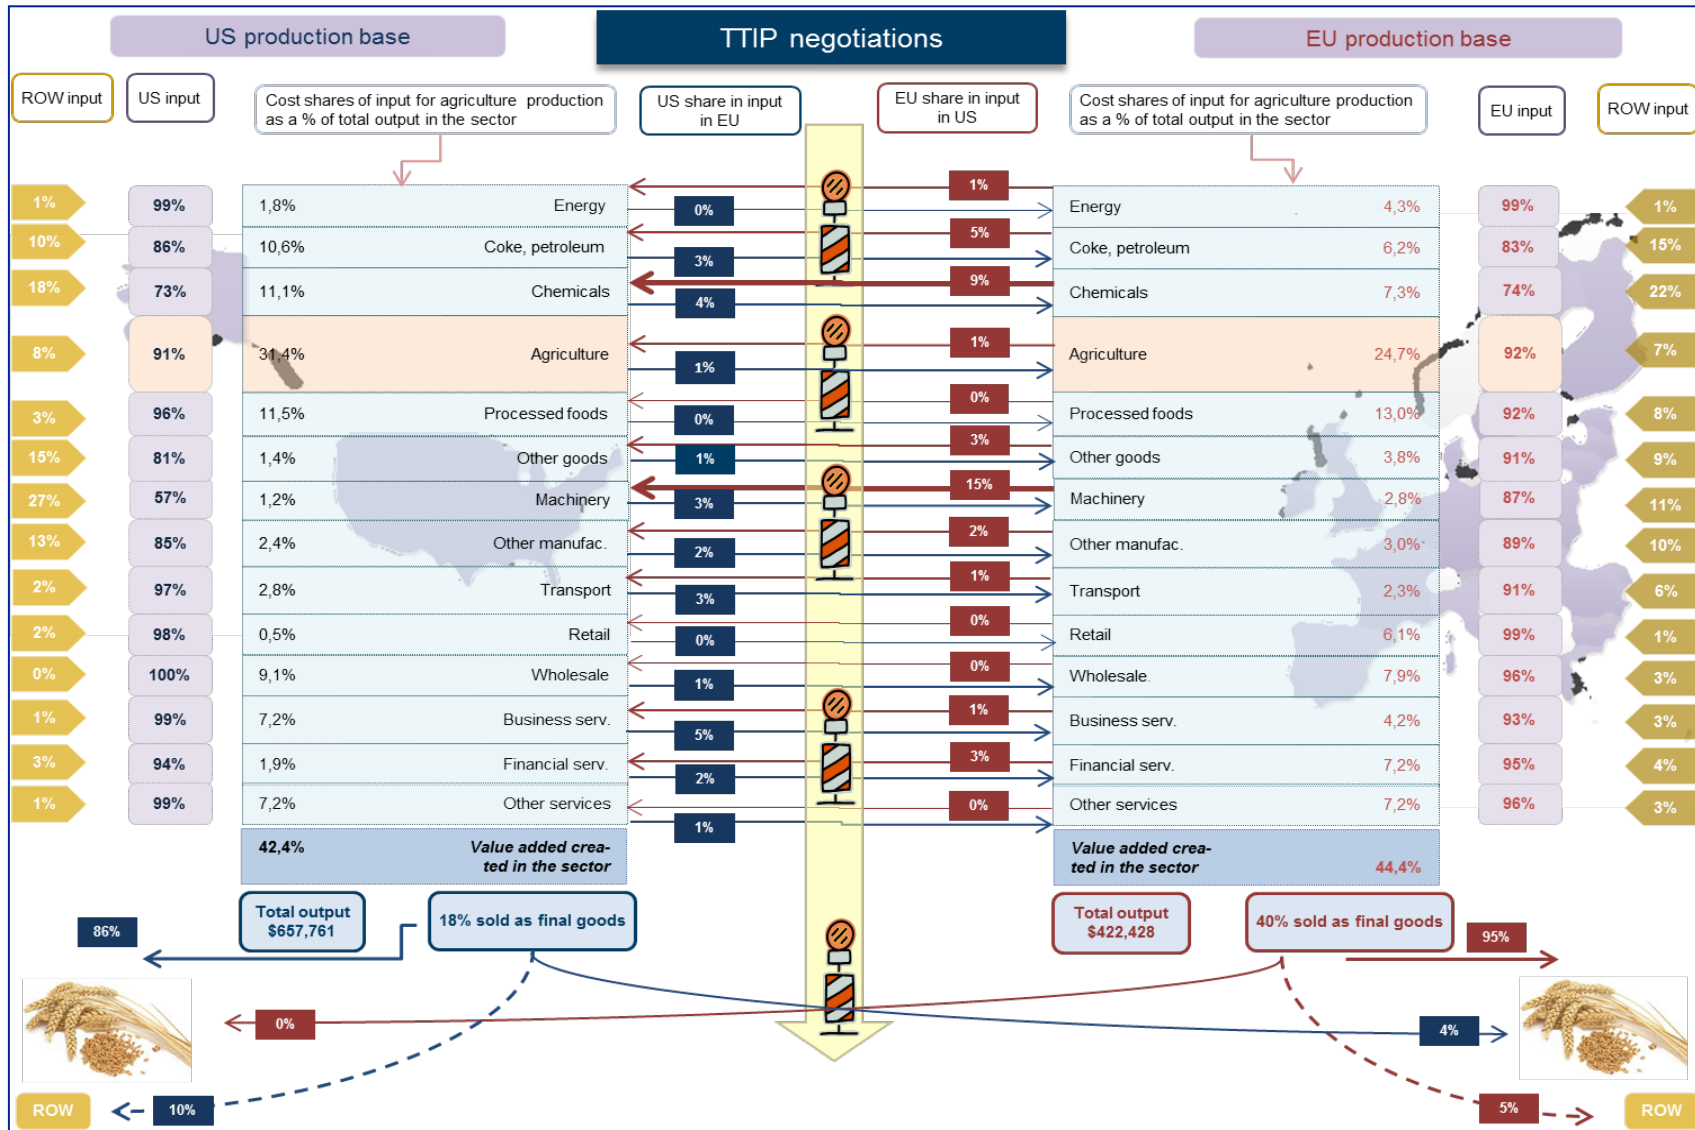 US production base
TTIP negotiations
EU production base
ROW input
US input
Cost shares of input for agriculture production
as a % of total output in the sector
US share in input
in EU
EU share in input
in US
Cost shares of input for agriculture production
as a % of total output in the sector
EU input
ROW input
1% 99% 1,8% Energy 0% 1% Energy 4,3% 99% 1%
10% 86% 10,6% Coke, petroleum 3% 5% Coke, petroleum 6,2% 83% 15%
18% 73% 11,1% Chemicals 4% 9% Chemicals 7,3% 74% 22%
8% 91% 31,4% Agriculture 1% 1% Agriculture 24,7% 92% 7%
3% 96% 11,5% Processed foods 0% 0% Processed foods 13,0% 92% 8%
15% 81% 1,4% Other goods 1% 3% Other goods 3,8% 91% 9%
27% 57% 1,2% Machinery 3% 15% Machinery 2,8% 87% 11%
13% 85% 2,4% Other manufac. 2% 2% Other manufac. 3,0% 89% 10%
2% 97% 2,8% Transport 3% 1% Transport 2,3% 91% 6%
2% 98% 0,5% Retail 0% 0% Retail 6,1% 99% 1%
0% 100% 9,1% Wholesale 1% 0% Wholesale. 7,9% 96% 3%
1% 99% 7,2% Business serv. 5% 1% Business serv. 4,2% 93% 3%
3% 94% 1,9% Financial serv. 2% 3% Financial serv. 7,2% 95% 4%
1% 99% 7,2% Other services 1% 0% Other services 7,2% 96% 3%
42,4% Value added crea-
ted in the sector
Value added crea-
ted in the sector 44,4%
Total output
$657,761
18% sold as final goods
Total output
$422,428
40% sold as final goods
86%
95%
0%
4%
ROW
10%
5%
ROW